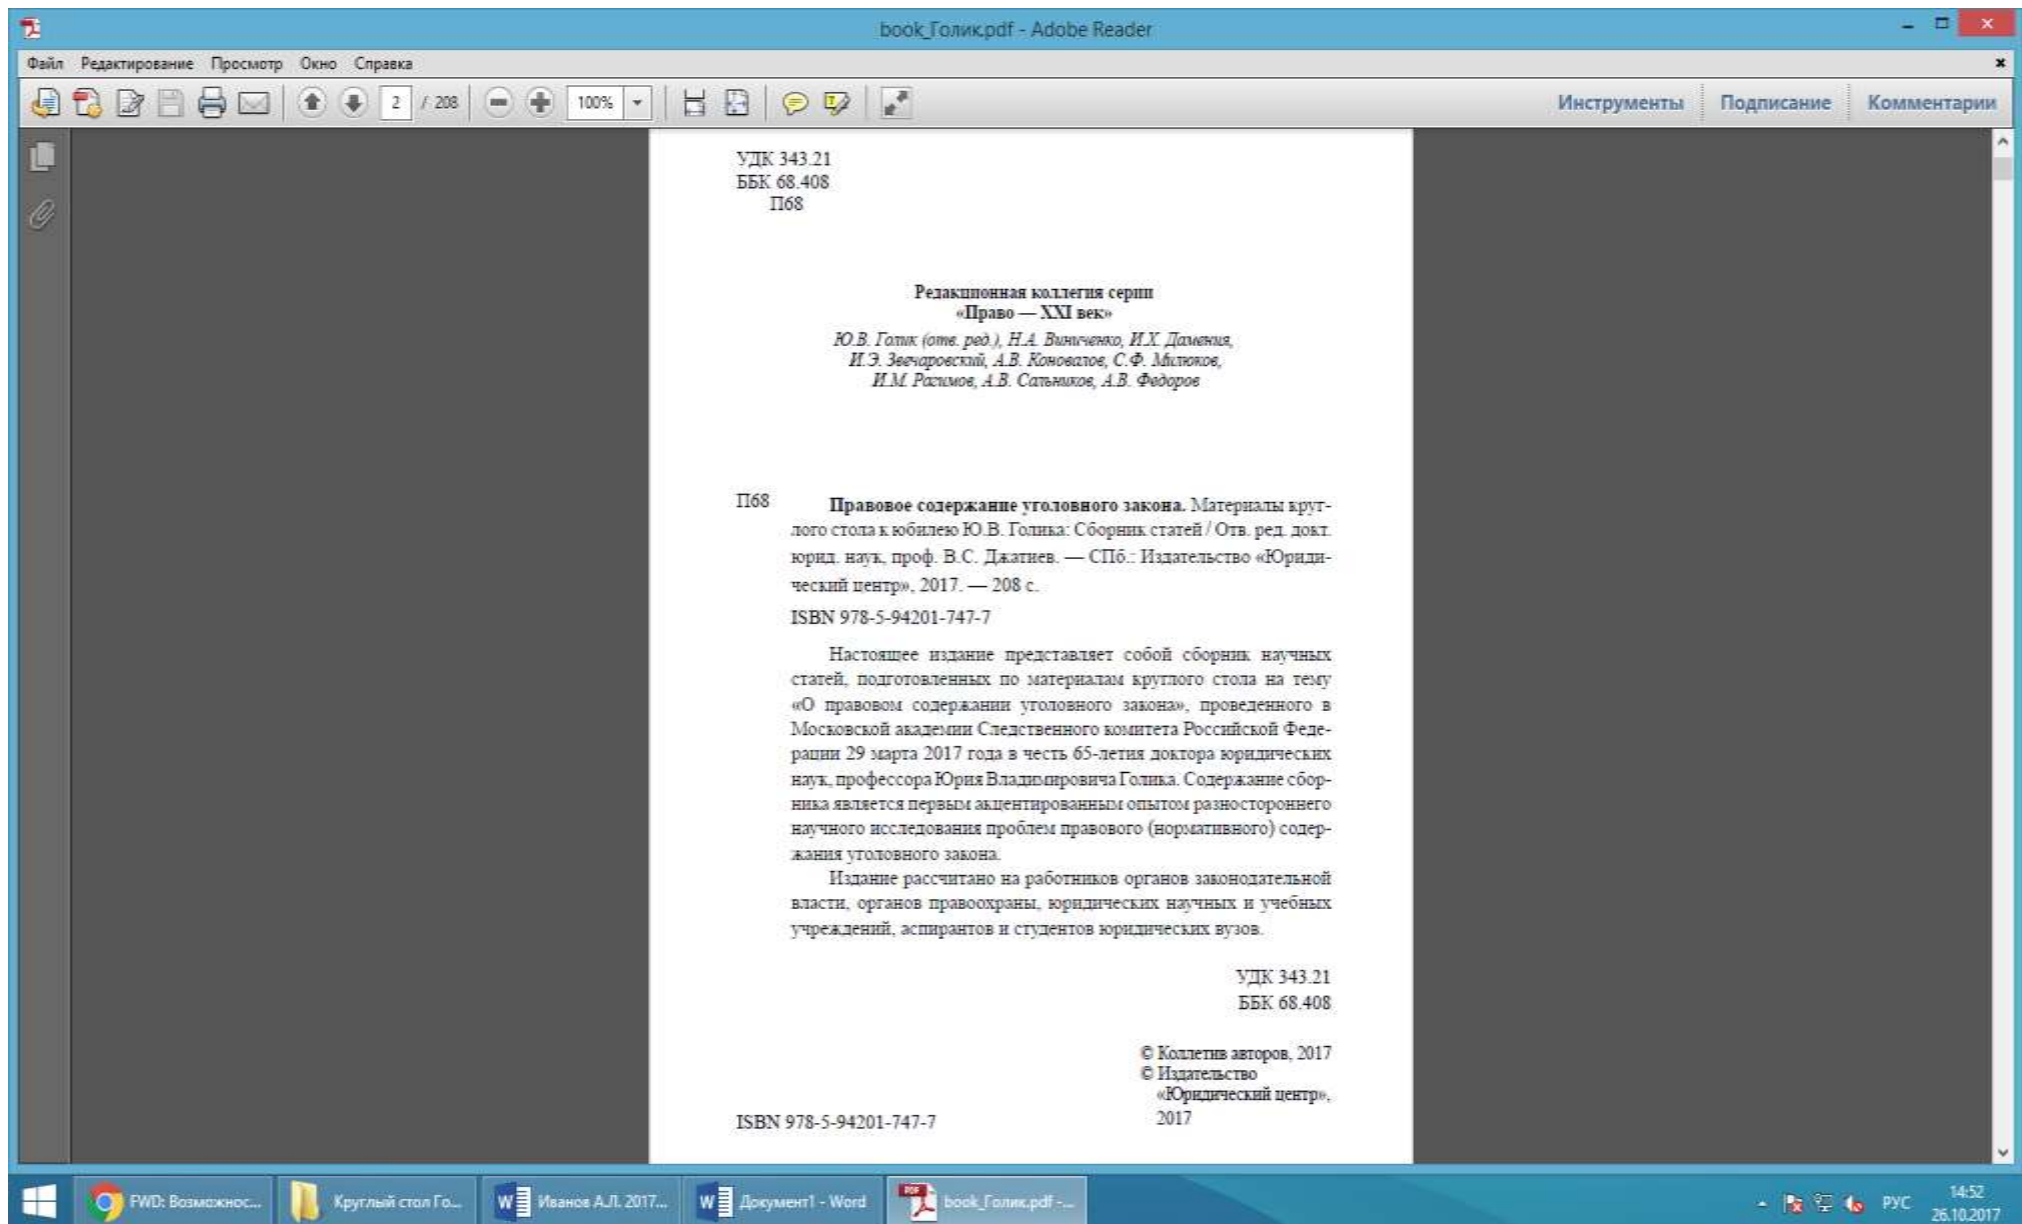 book_Голик.pdf - Adobe Reader
Файл Редактирование Просмотр Окно Справка
2 / 208 100% Инструменты Подписание Комментарии
УДК 343.21
ББК 68.408
П68
Редакционная коллегия серии
«Право — XXI век»
Ю.В. Голик (отв. ред.), Н.А. Винниченко, И.Х. Дамения,
И.Э. Звечаровский, А.В. Коновалов, С.Ф. Милюков,
И.М. Рагимов, А.В. Сальников, А.В. Федоров
П68 Правовое содержание уголовного закона. Материалы круг-
лого стола к юбилею Ю.В. Голика: Сборник статей / Отв. ред. докт.
юрид. наук, проф. В.С. Джатиев. — СПб.: Издательство «Юриди-
ческий центр», 2017. — 208 с.
ISBN 978-5-94201-747-7
Настоящее издание представляет собой сборник научных
статей, подготовленных по материалам круглого стола на тему
«О правовом содержании уголовного закона», проведенного в
Московской академии Следственного комитета Российской Феде-
рации 29 марта 2017 года в честь 65-летия доктора юридических
наук, профессора Юрия Владимировича Голика. Содержание сбор-
ника является первым акцентированным опытом разностороннего
научного исследования проблем правового (нормативного) содер-
жания уголовного закона.
Издание рассчитано на работников органов законодательной
власти, органов правоохраны, юридических научных и учебных
учреждений, аспирантов и студентов юридических вузов.
УДК 343.21
ББК 68.408
© Коллетив авторов, 2017
© Издательство
«Юридический центр»,
ISBN 978-5-94201-747-7 2017
FWD: Возможнос... Круглый стол Го... Иванов А.Л. 2017... Документ1 - Word book_Голик.pdf -... РУС 14:52
26.10.2017